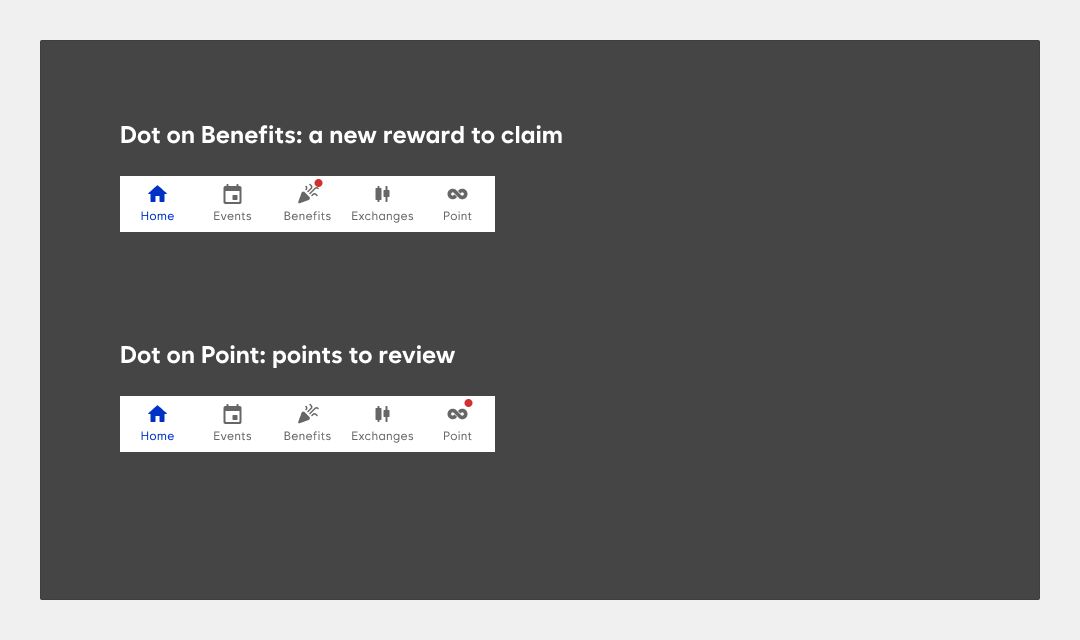 Dot on Benefits: a new reward to claim
Home Events Benefits Exchanges Point
Dot on Point: points to review
Home Events Benefits Exchanges Point